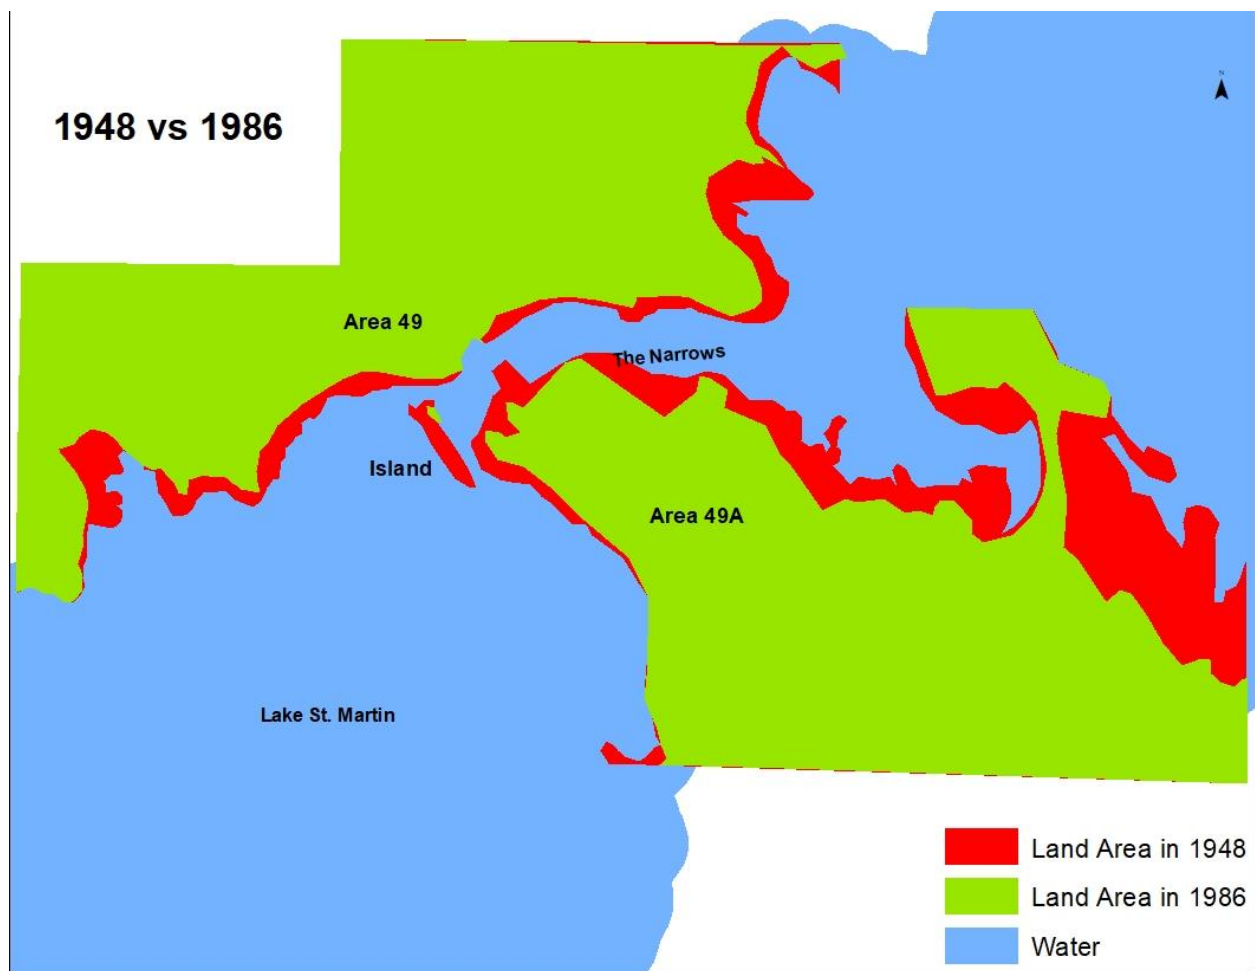 N
1948 vs 1986
Area 49
The Narrows
Island
Area 49A
Lake St. Martin
Land Area in 1948
Land Area in 1986
Water